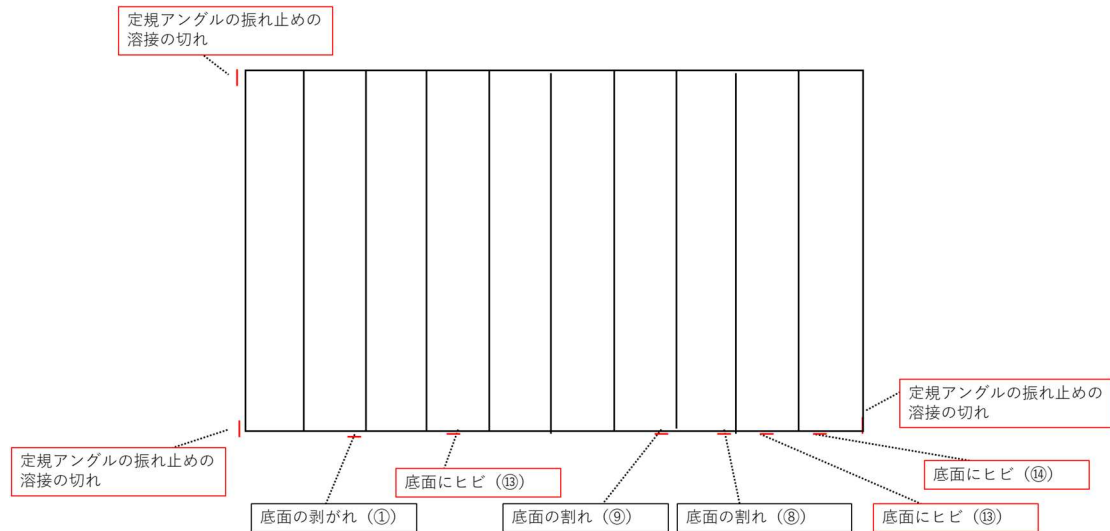 定規アングルの振れ止めの
溶接の切れ
定規アングルの振れ止めの
溶接の切れ
定規アングルの振れ止めの
溶接の切れ
底面にヒビ（⑬）
底面にヒビ（⑭）
底面の剥がれ（①）
底面の割れ（⑨）
底面の割れ（⑧）
底面にヒビ（⑬）